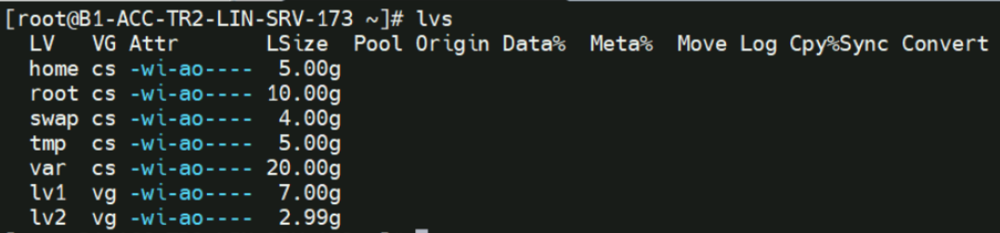 [root@B1-ACC-TR2-LIN-SRV-173 ~]# lvs
LV VG Attr LSize Pool Origin Data% Meta% Move Log Cpy%Sync Convert
home cs -wi-ao---- 5.00g
root cs -wi-ao---- 10.00g
swap cs -wi-ao---- 4.00g
tmp cs -wi-ao---- 5.00g
var cs -wi-ao---- 20.00g
lv1 vg -wi-ao---- 7.00g
lv2 vg -wi-ao---- 2.99g